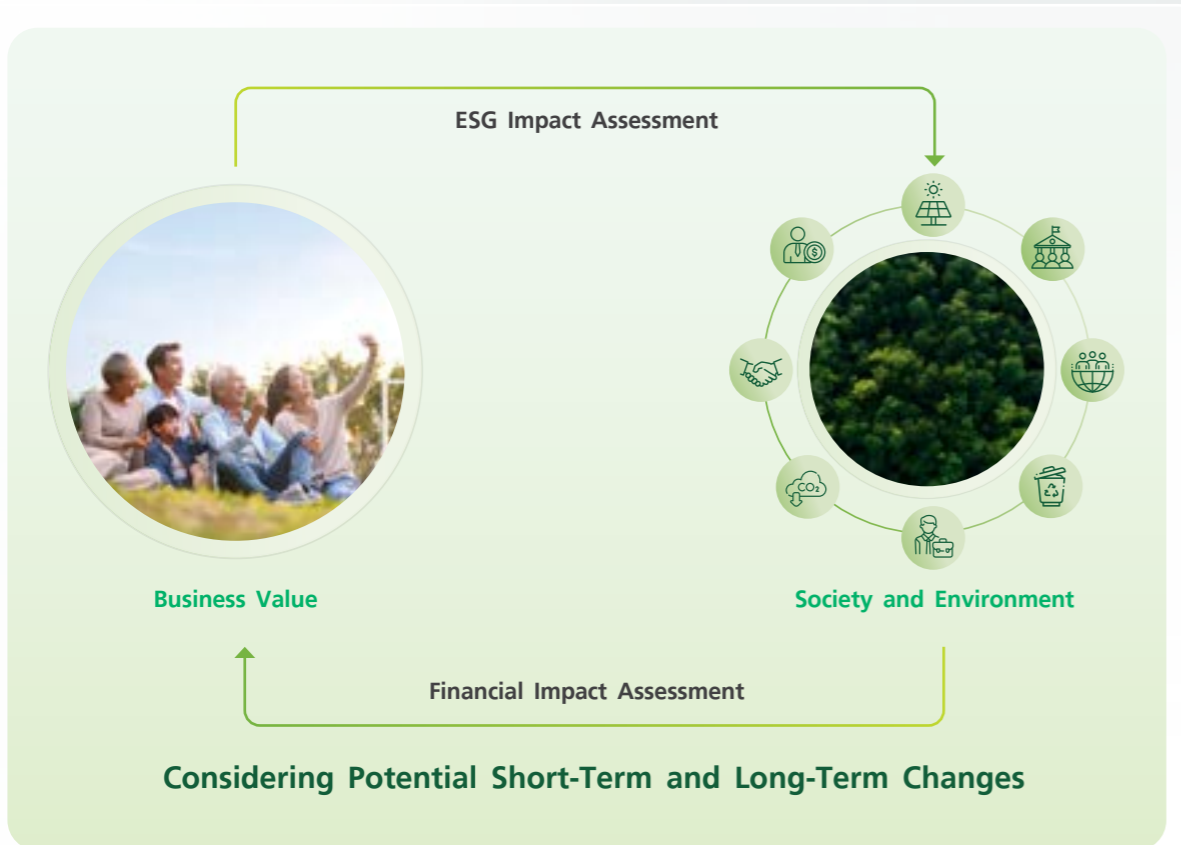 ESG Impact Assessment
CO₂
Business Value
Society and Environment
Financial Impact Assessment
Considering Potential Short-Term and Long-Term Changes